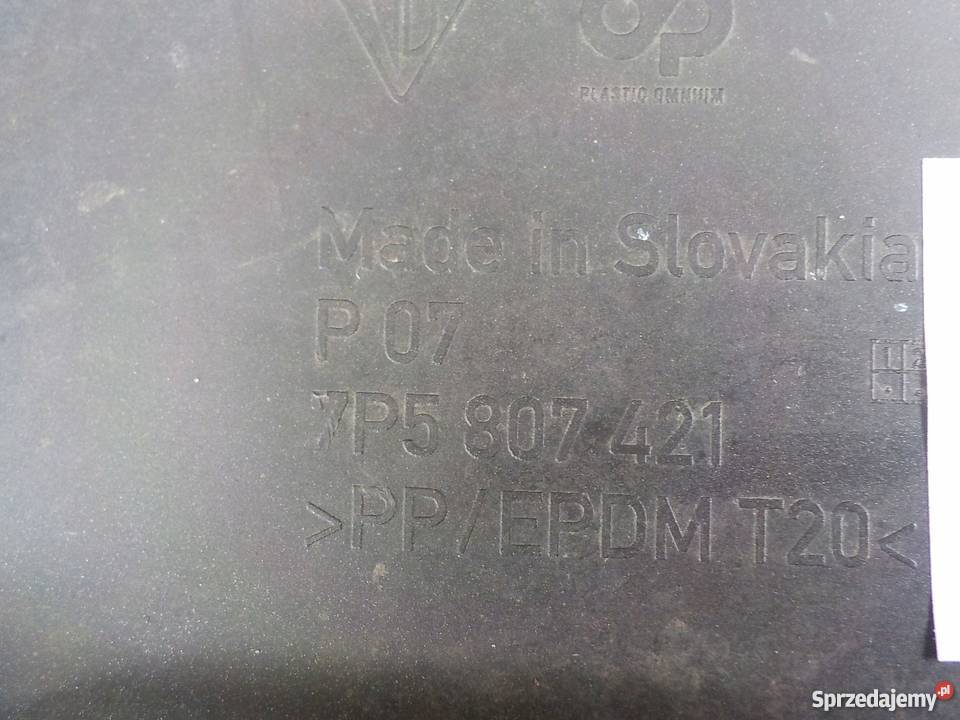 PLASTIC OMNIUM
Made in Slovakia
P 07
7P5 807 421
>PP/EPDM T20<
Sprzedajemy.pl